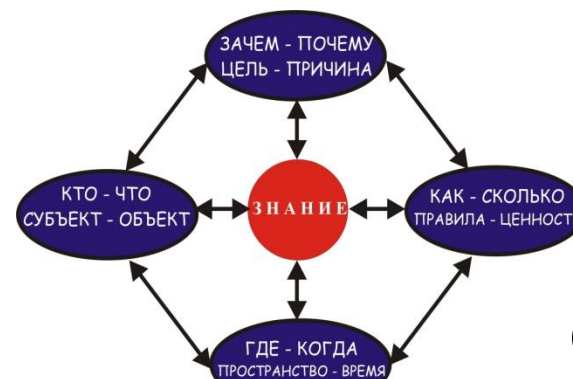 ЗАЧЕМ - ПОЧЕМУ
ЦЕЛЬ - ПРИЧИНА
КТО - ЧТО
СУБЪЕКТ - ОБЪЕКТ
ЗНАНИЕ
КАК - СКОЛЬКО
ПРАВИЛА - ЦЕННОСТ
ГДЕ - КОГДА
ПРОСТРАНСТВО - ВРЕМЯ